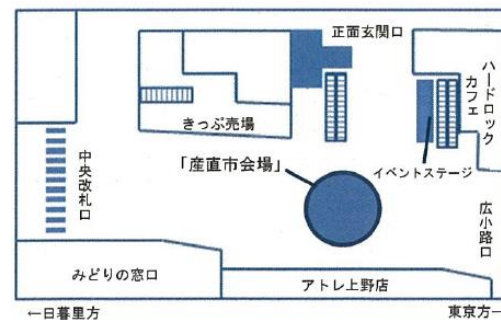 正面玄関口
ハードロック
カフェ
きっぷ売場
中央改札口
「産直市会場」
イベントステージ
広小路口
みどりの窓口
アトレ上野店
←日暮里方
東京方→